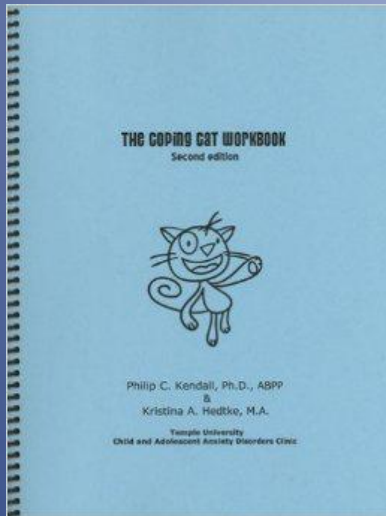 THE COPING CAT WORKBOOK
Second edition
Philip C. Kendall, Ph.D., ABPP
&
Kristina A. Hedtke, M.A.
Temple University
Child and Adolescent Anxiety Disorders Clinic